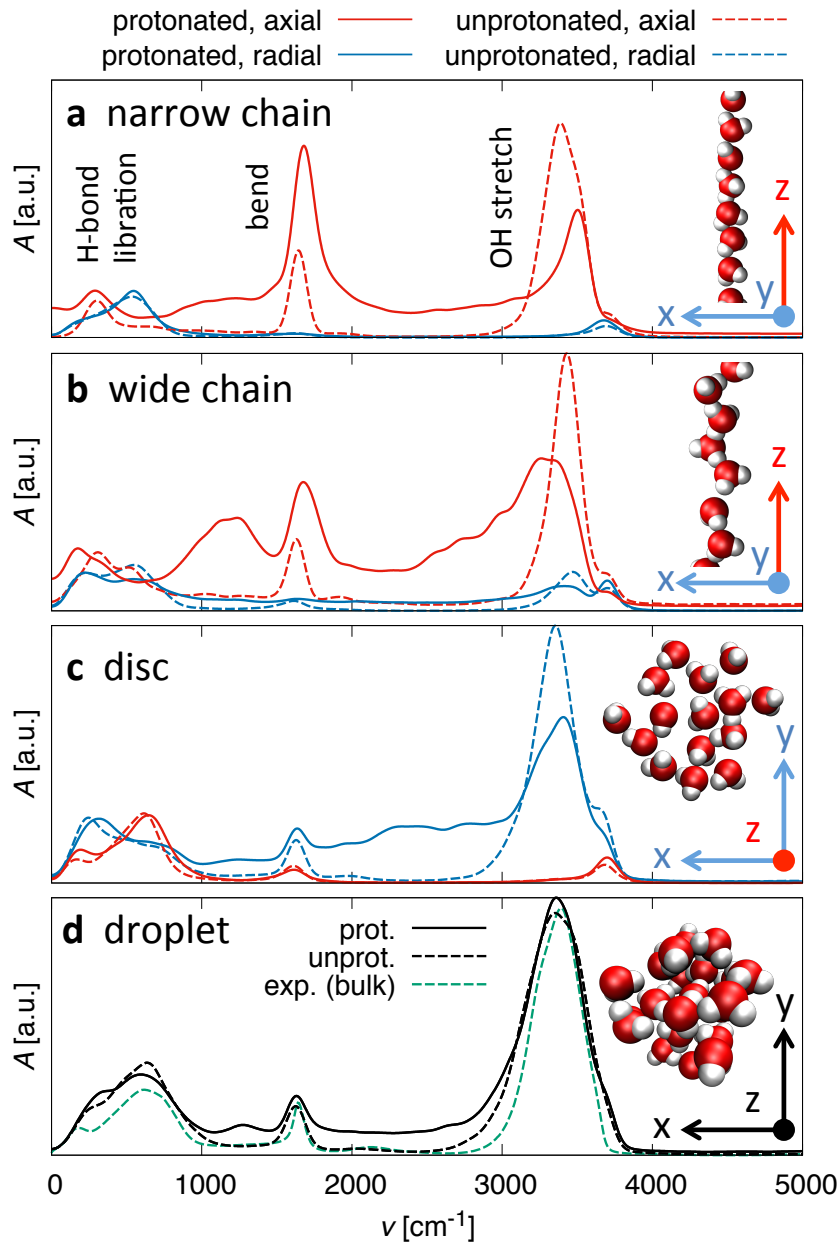 protonated, axial unprotonated, axial
protonated, radial unprotonated, radial
a narrow chain
H-bond
libration
bend
OH stretch
A [a.u.]
z
y
x
b wide chain
A [a.u.]
z
y
x
c disc
A [a.u.]
y
z
x
d droplet
prot.
unprot.
exp. (bulk)
A [a.u.]
y
z
x
0 1000 2000 3000 4000 5000
ν [cm-1]